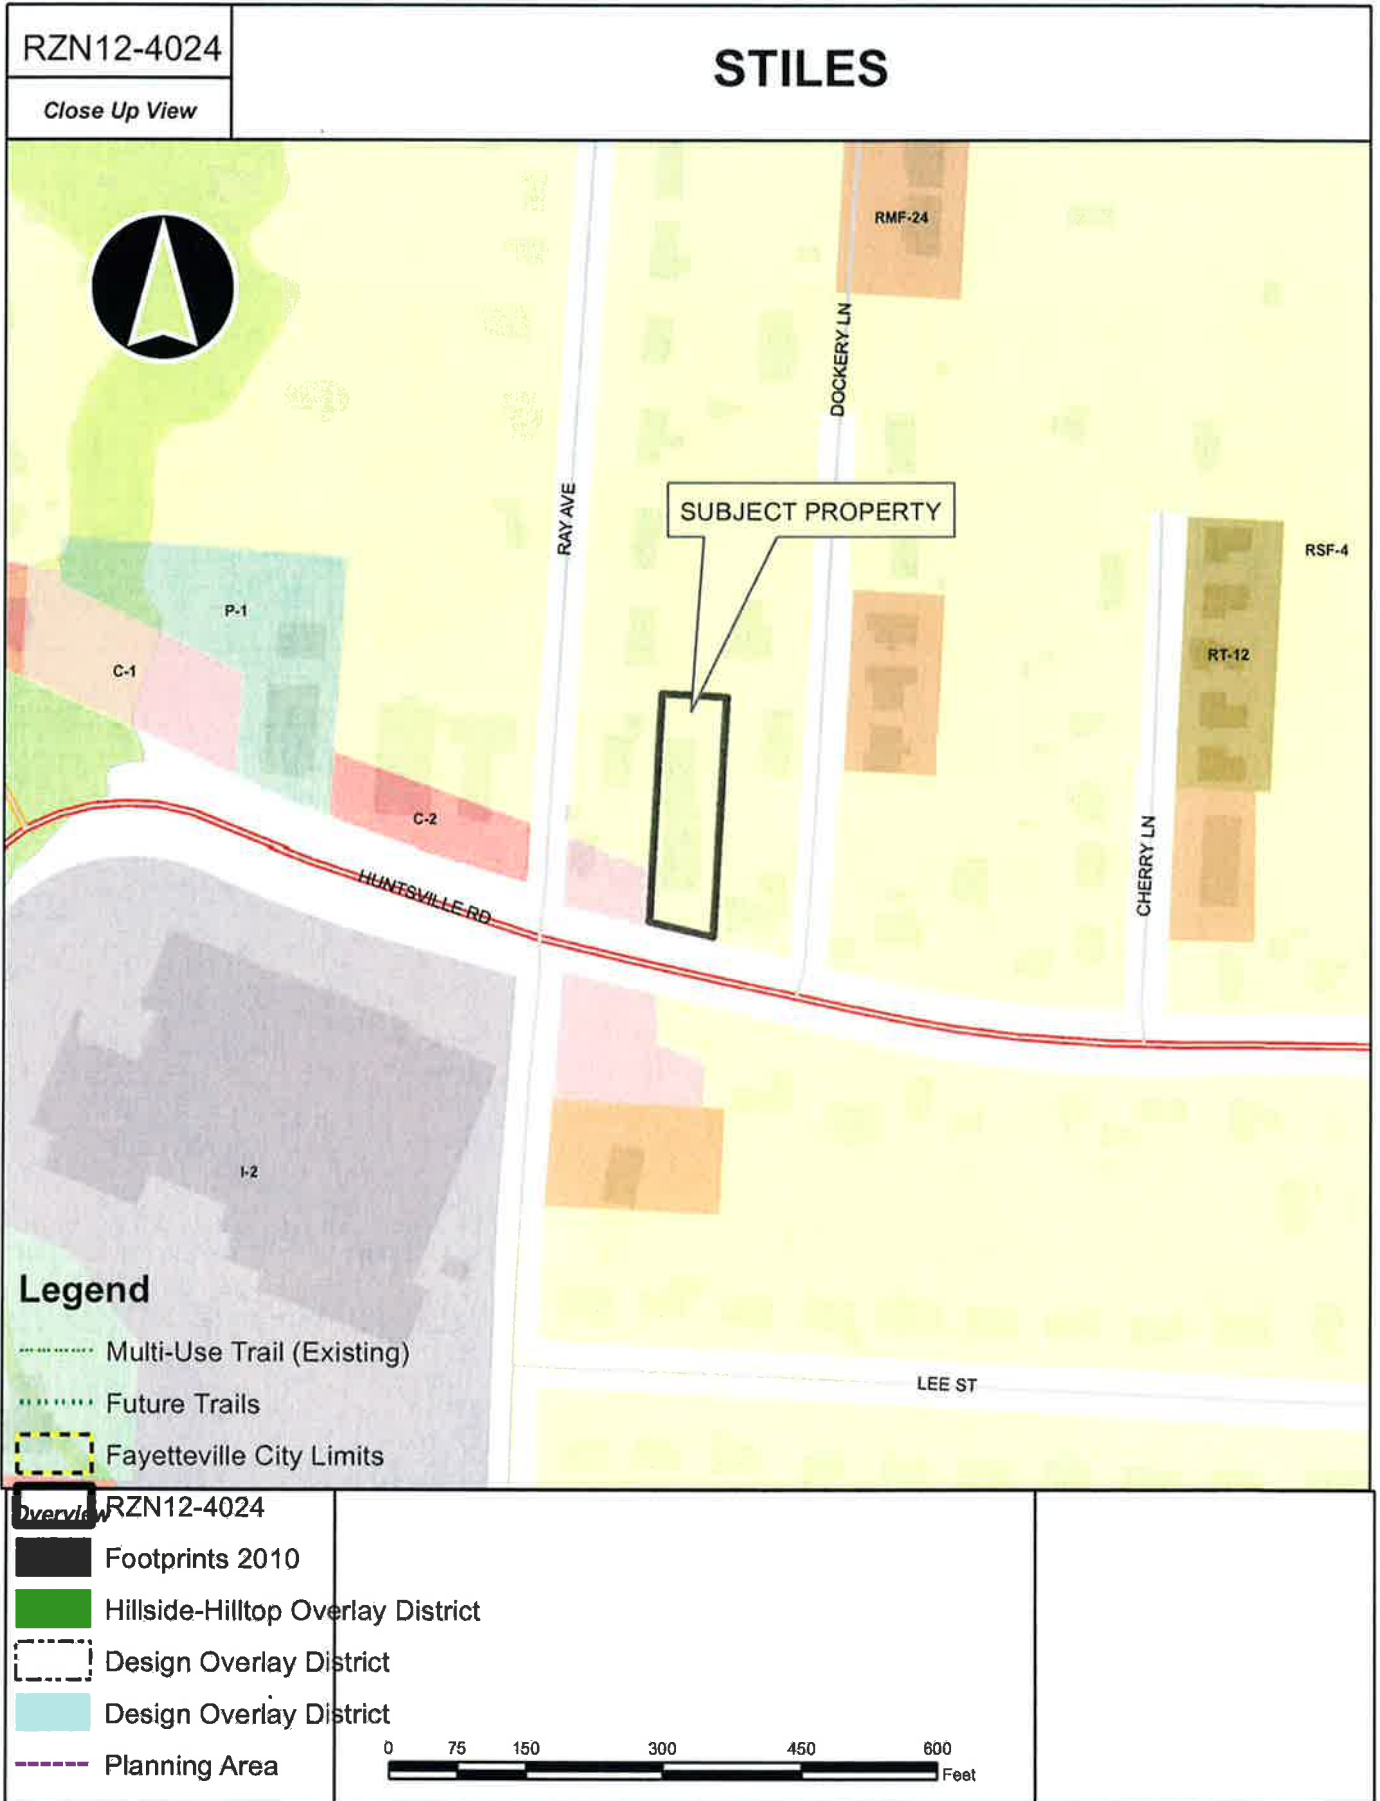 RZN12-4024
Close Up View
STILES
RMF-24
DOCKERY LN
RAY AVE
SUBJECT PROPERTY
RSF-4
P-1
C-1
RT-12
C-2
CHERRY LN
HUNTSVILLE RD
I-2
LEE ST
Legend
Multi-Use Trail (Existing)
Future Trails
Fayetteville City Limits
Overview
RZN12-4024
Footprints 2010
Hillside-Hilltop Overlay District
Design Overlay District
Design Overlay District
Planning Area
0 75 150 300 450 600
Feet